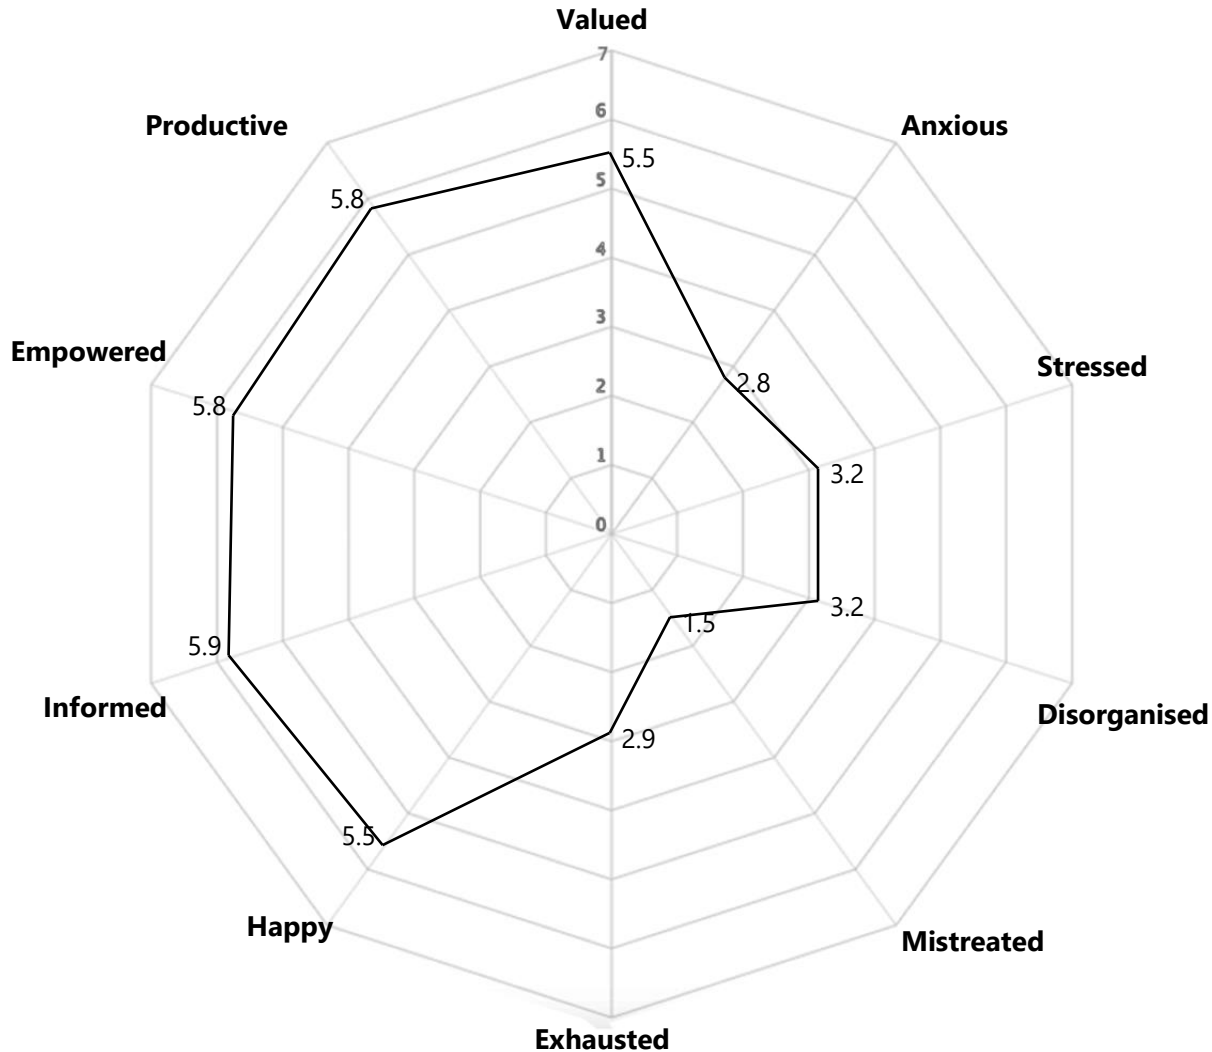 Valued
7
Productive
Anxious
6
5.5
5
5.8
4
3
Empowered
Stressed
2
2.8
5.8
1
3.2
0
3.2
1.5
5.9
Informed
Disorganised
2.9
5.5
Happy
Mistreated
Exhausted